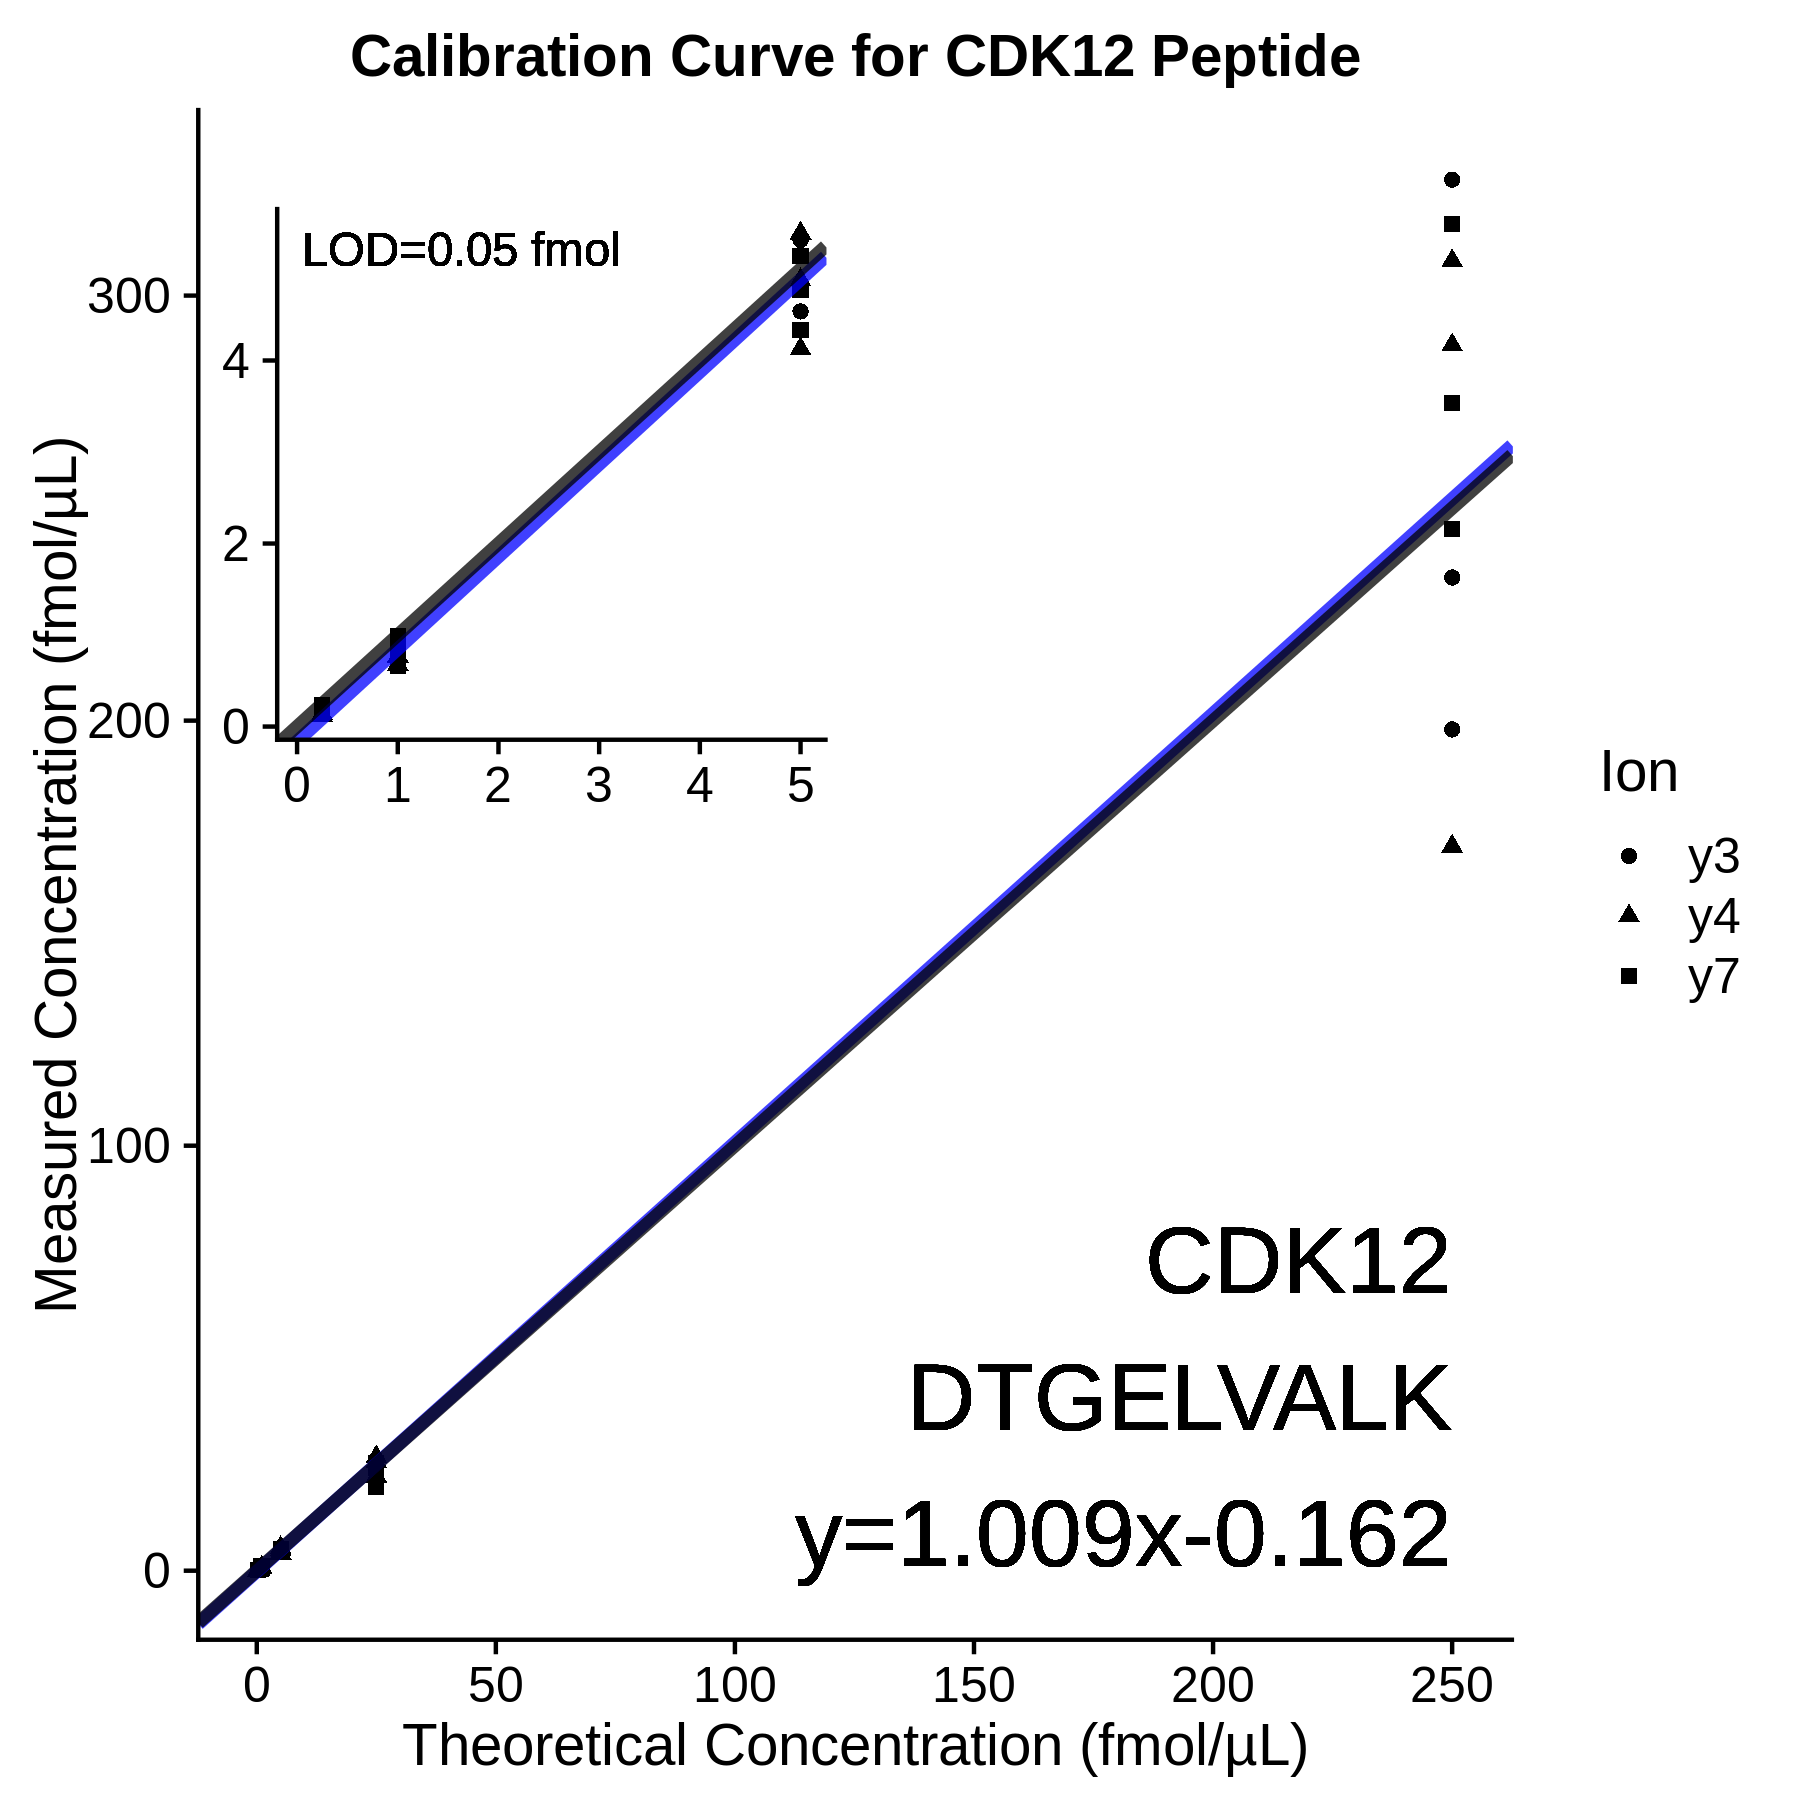 Calibration Curve for CDK12 Peptide
Measured Concentration (fmol/µL)
300
200
100
0
LOD=0.05 fmol
4
2
0
0 1 2 3 4 5
CDK12
DTGELVALK
y=1.009x-0.162
0 50 100 150 200 250
Theoretical Concentration (fmol/µL)
Ion
y3
y4
y7